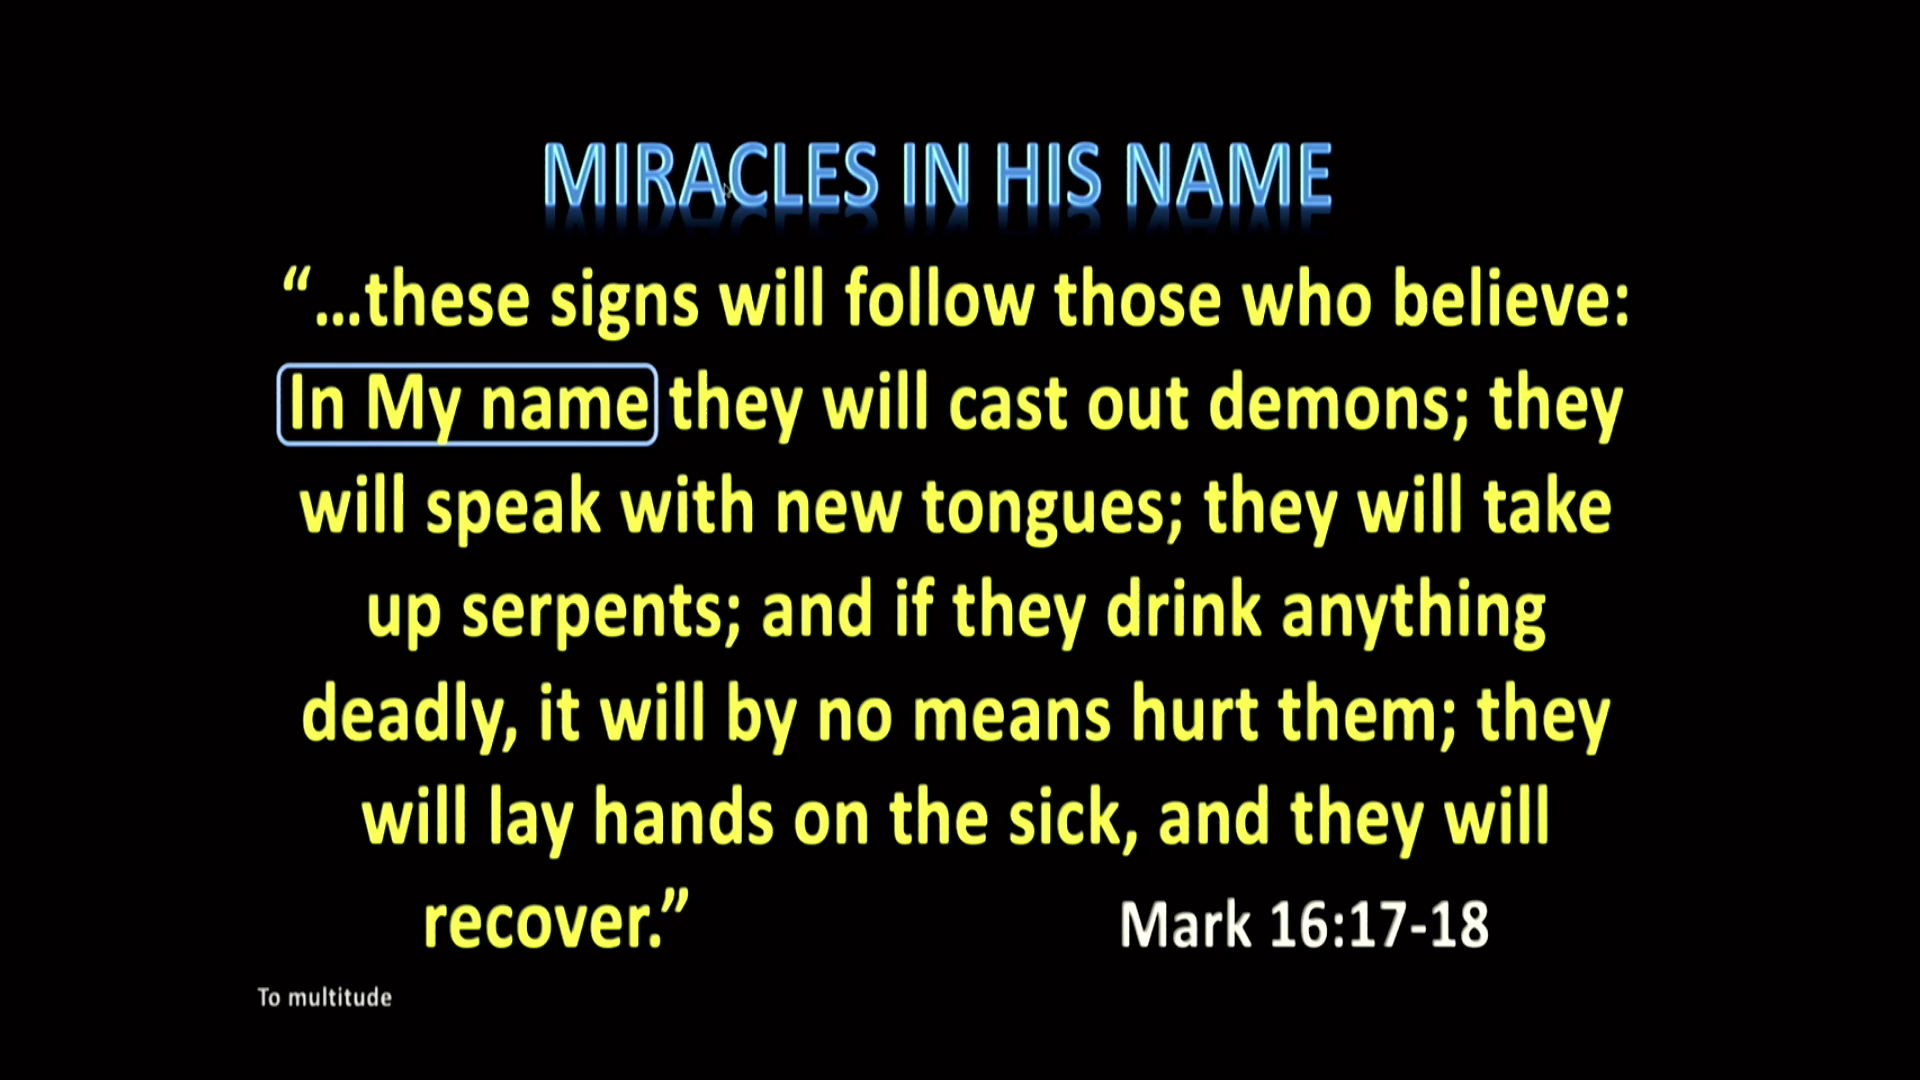 MIRACLES IN HIS NAME
“…these signs will follow those who believe:
In My name they will cast out demons; they
will speak with new tongues; they will take
up serpents; and if they drink anything
deadly, it will by no means hurt them; they
will lay hands on the sick, and they will
recover.” Mark 16:17-18
To multitude